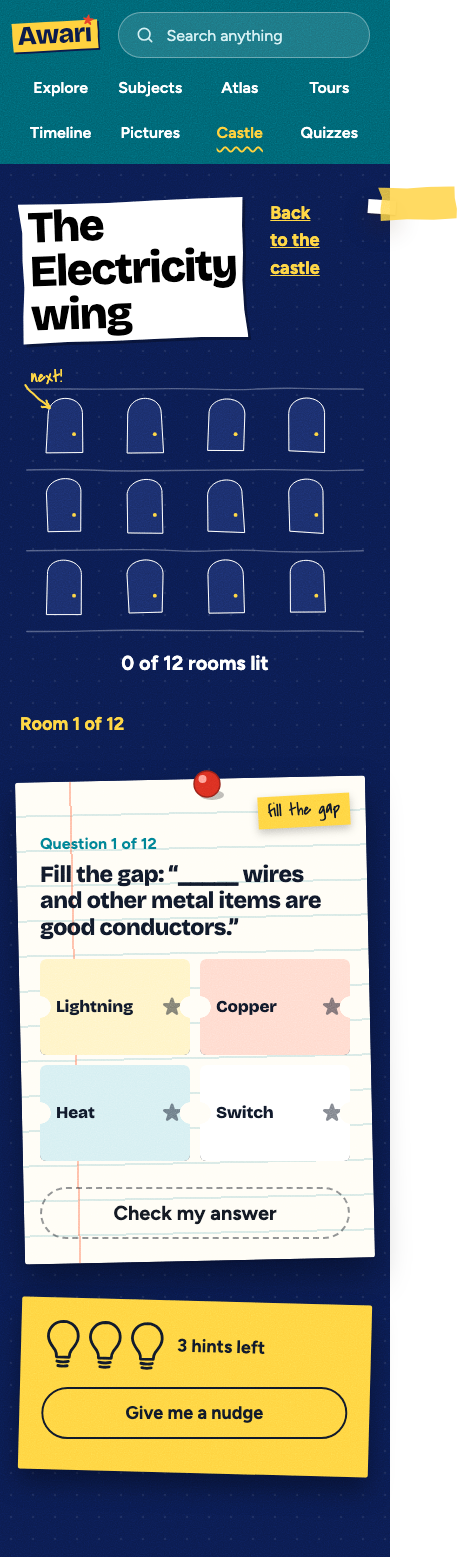 Awari
Search anything
Explore Subjects Atlas Tours
Timeline Pictures Castle Quizzes
The
Electricity
wing
Back
to the
castle
next!
0 of 12 rooms lit
Room 1 of 12
fill the gap
Question 1 of 12
Fill the gap: “______ wires
and other metal items are
good conductors.”
Lightning
Copper
Heat
Switch
Check my answer
3 hints left
Give me a nudge